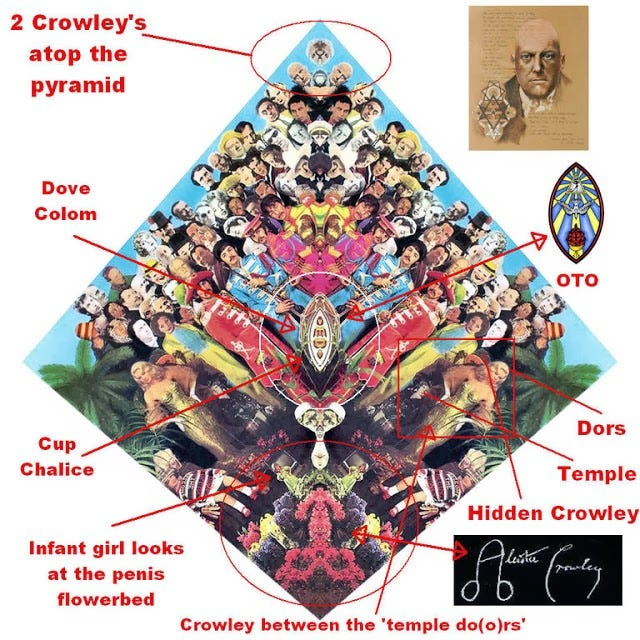 2 Crowley's
atop the
pyramid
Dove
Colom
OTO
Cup
Chalice
Dors
Temple
Hidden Crowley
Infant girl looks
at the penis
flowerbed
Aleister Crowley
Crowley between the 'temple do(o)rs'